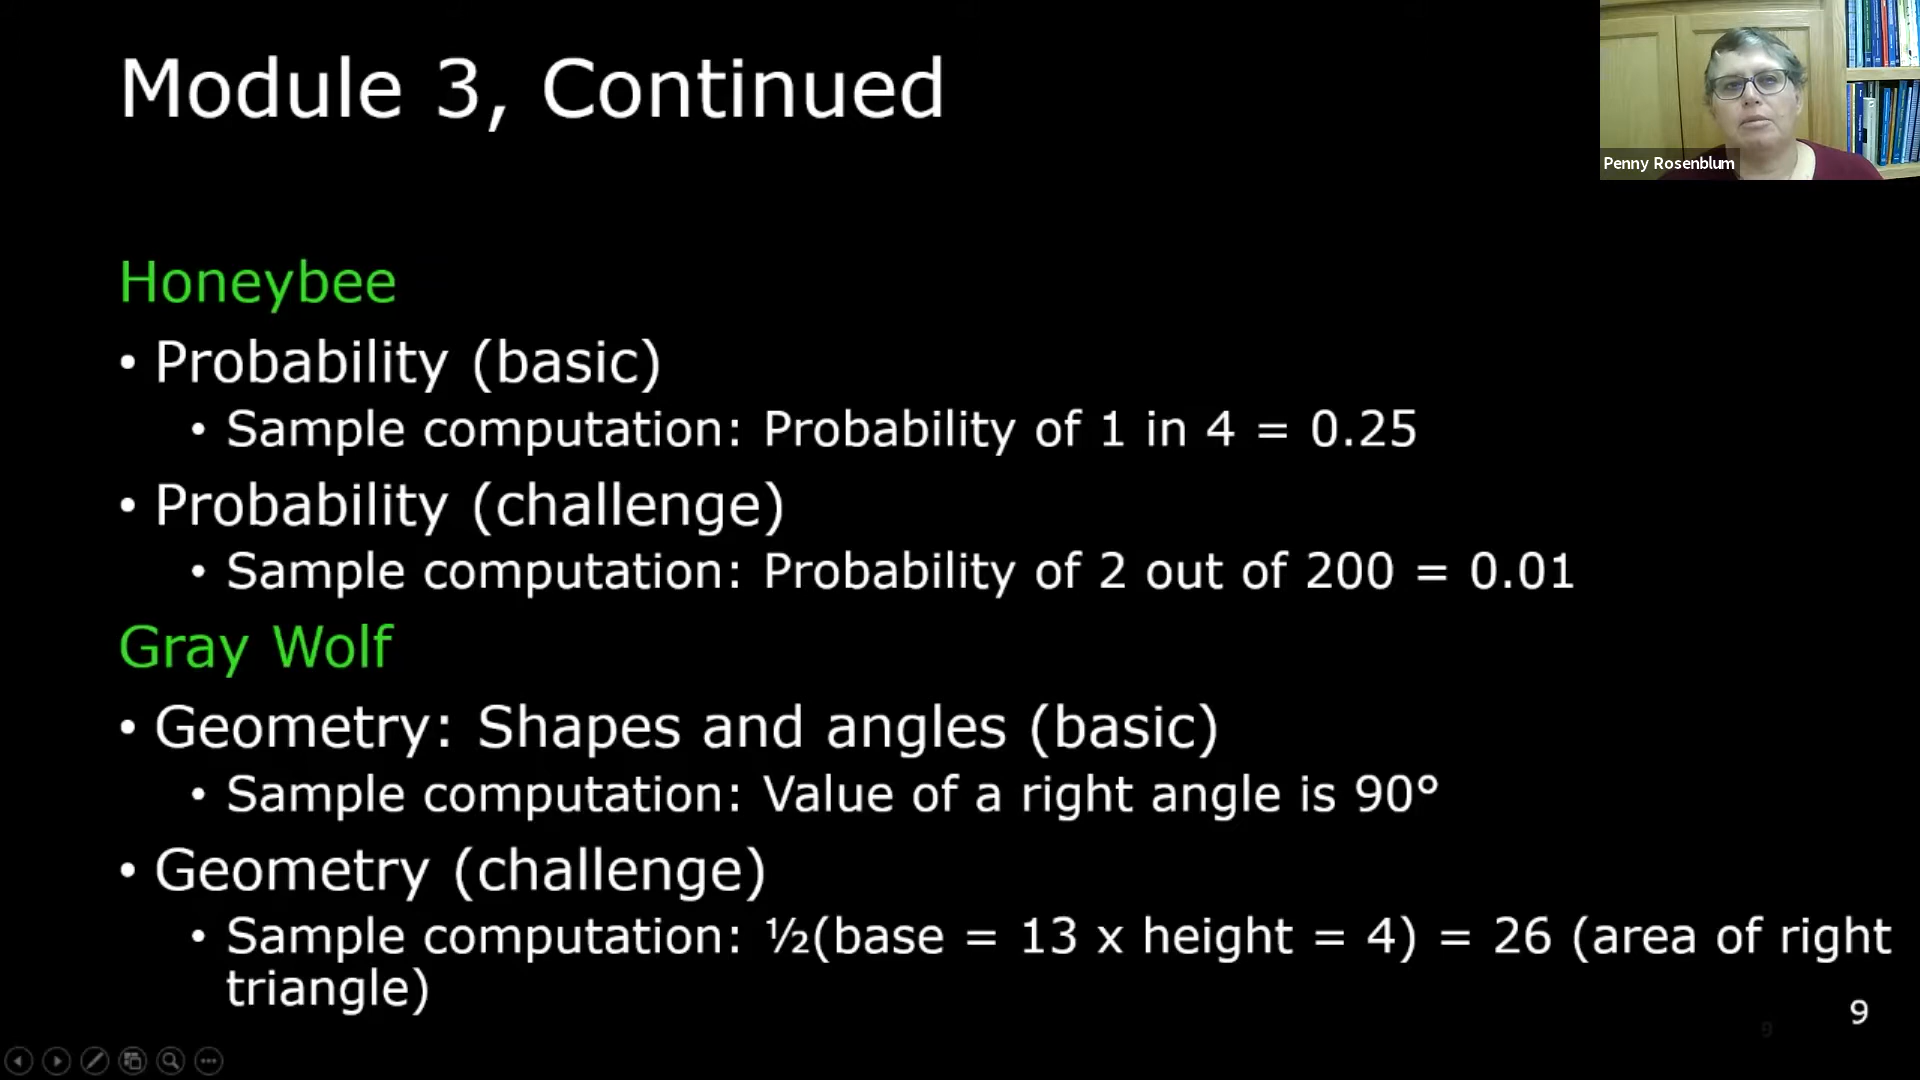 Module 3, Continued
Penny Rosenblum
Honeybee
• Probability (basic)
• Sample computation: Probability of 1 in 4 = 0.25
• Probability (challenge)
• Sample computation: Probability of 2 out of 200 = 0.01
Gray Wolf
• Geometry: Shapes and angles (basic)
• Sample computation: Value of a right angle is 90°
• Geometry (challenge)
• Sample computation: ½(base = 13 x height = 4) = 26 (area of right
triangle)
9
9